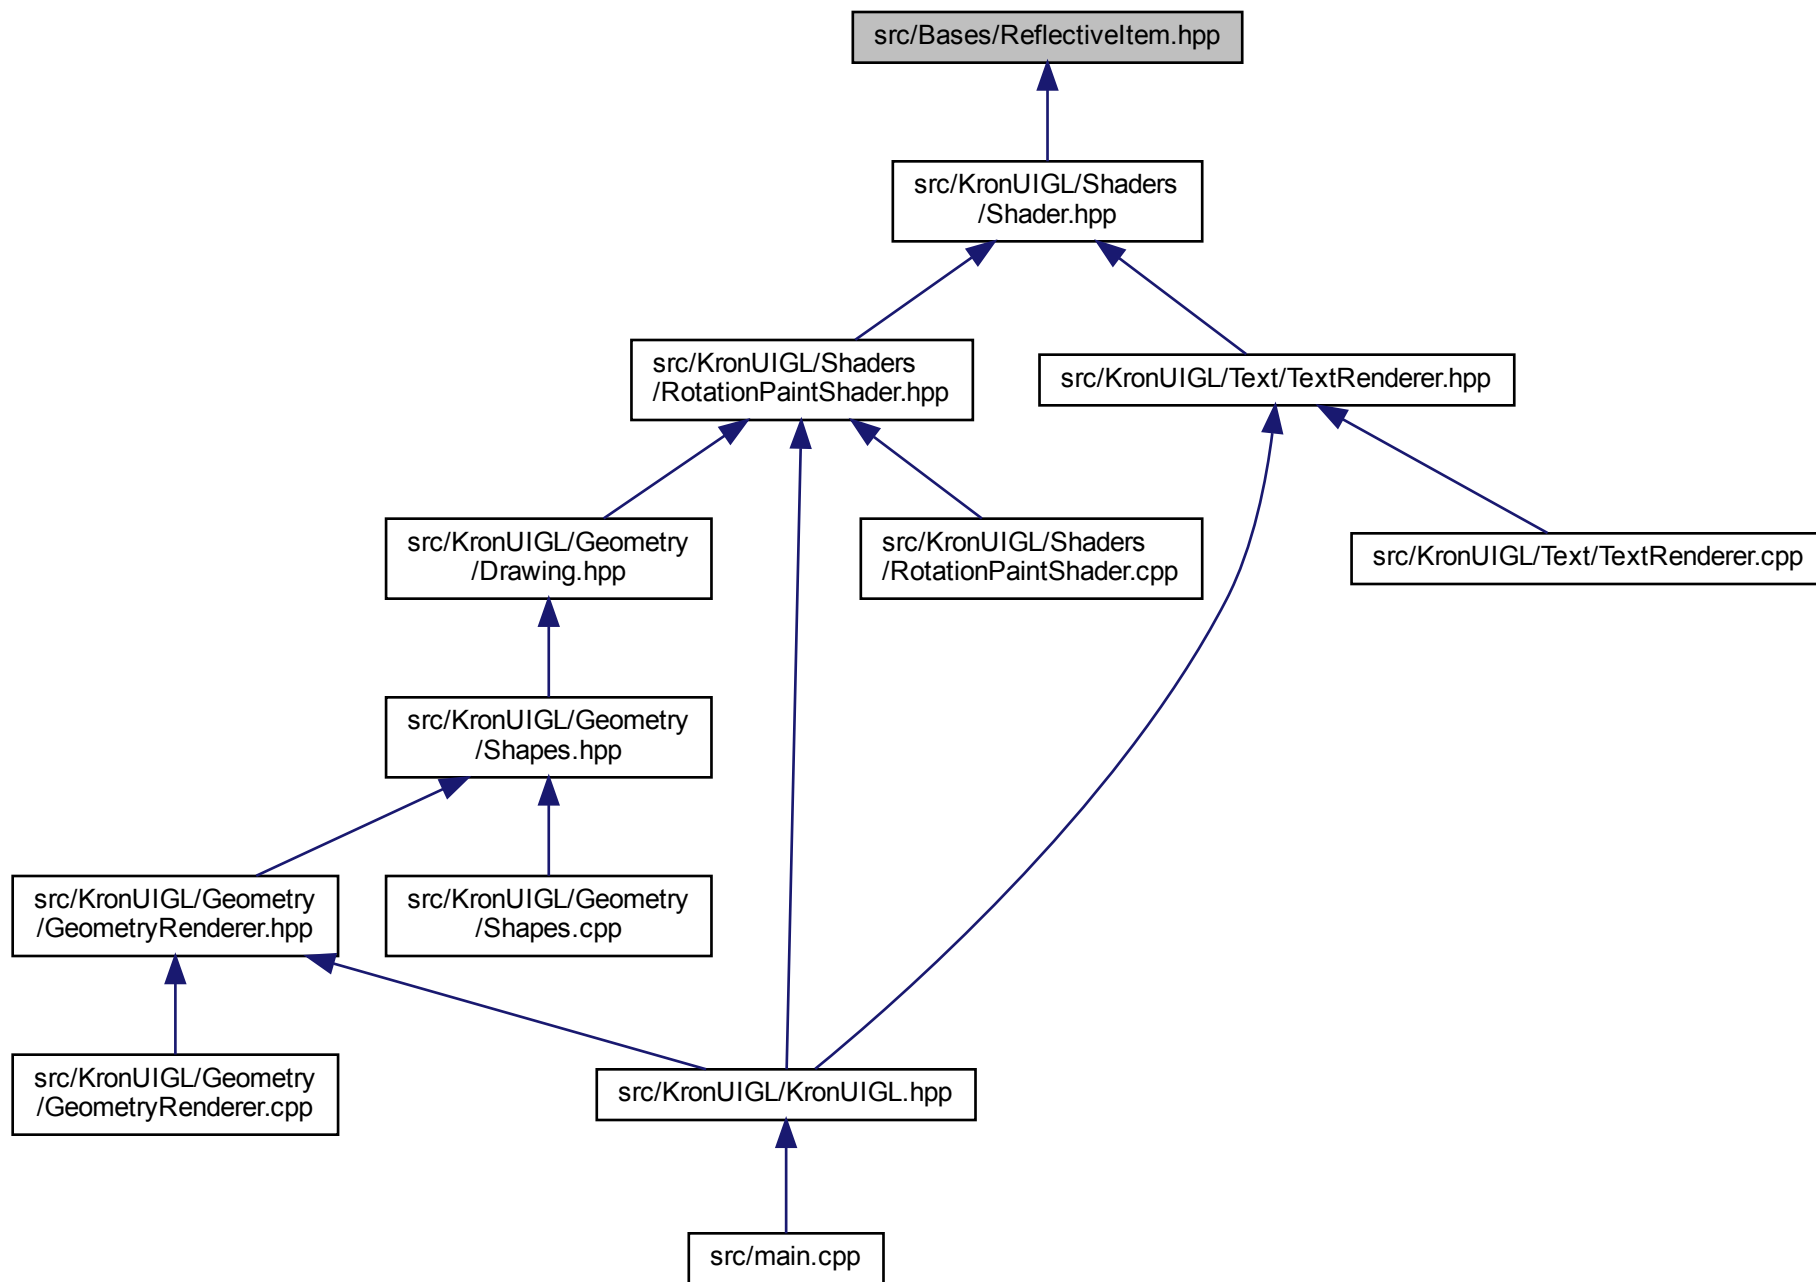 src/Bases/ReflectiveItem.hpp
src/KronUIGL/Shaders
/Shader.hpp
src/KronUIGL/Shaders
/RotationPaintShader.hpp
src/KronUIGL/Text/TextRenderer.hpp
src/KronUIGL/Geometry
/Drawing.hpp
src/KronUIGL/Shaders
/RotationPaintShader.cpp
src/KronUIGL/Text/TextRenderer.cpp
src/KronUIGL/Geometry
/Shapes.hpp
src/KronUIGL/Geometry
/GeometryRenderer.hpp
src/KronUIGL/Geometry
/Shapes.cpp
src/KronUIGL/Geometry
/GeometryRenderer.cpp
src/KronUIGL/KronUIGL.hpp
src/main.cpp